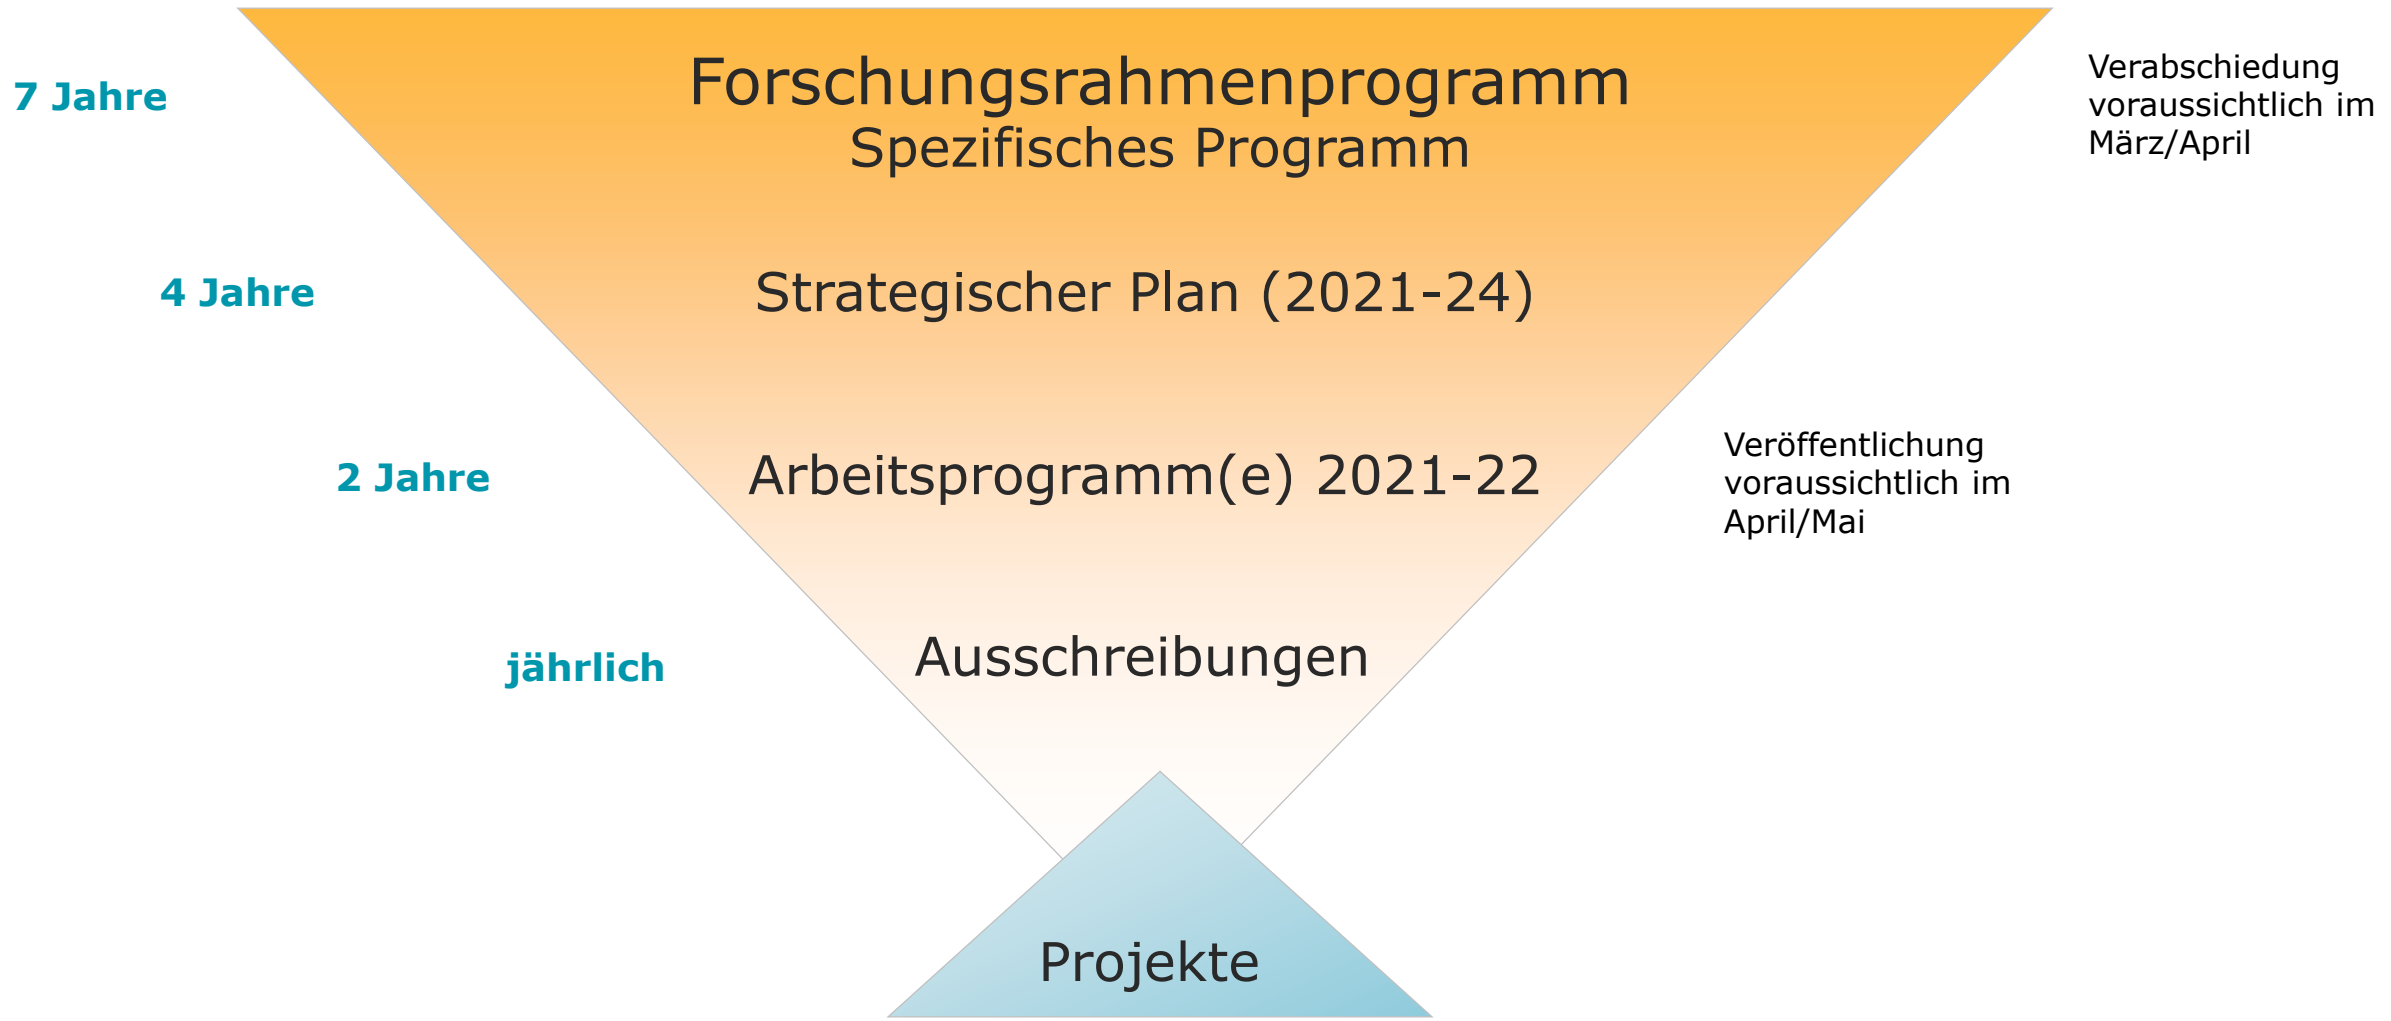 7 Jahre
Forschungsrahmenprogramm
Spezifisches Programm
Verabschiedung
voraussichtlich im
März/April
4 Jahre
Strategischer Plan (2021-24)
2 Jahre
Arbeitsprogramm(e) 2021-22
Veröffentlichung
voraussichtlich im
April/Mai
jährlich
Ausschreibungen
Projekte